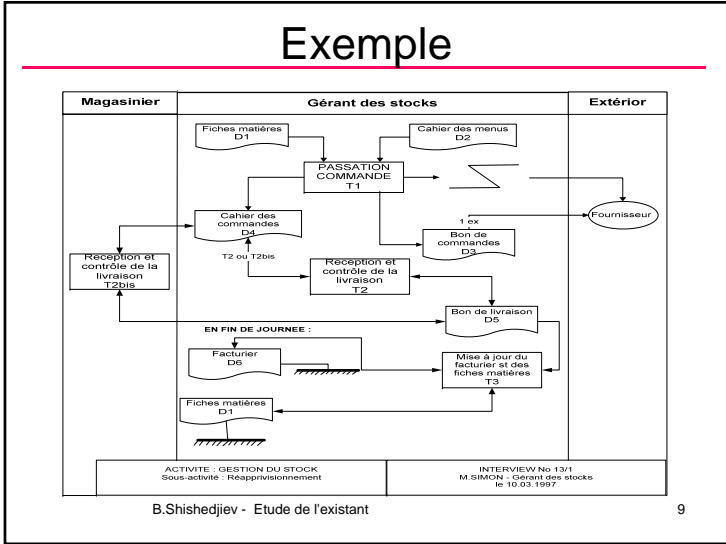 Exemple
Magasinier
Gérant des stocks
Extérior
Fiches matières
D1
Cahier des menus
D2
PASSATION
COMMANDE
T1
Fournisseur
Cahier des
commandes
D4
1 ex
Bon de
commandes
D3
T2 ou T2bis
Reception et
contrôle de la
livraison
T2bis
Reception et
contrôle de la
livraison
T2
Bon de livraison
D5
EN FIN DE JOURNEE :
Facturier
D6
Mise à jour du
facturier st des
fiches matières
T3
Fiches matières
D1
ACTIVITE : GESTION DU STOCK
Sous-activité : Réapprivisionnement
INTERVIEW No 13/1
M.SIMON - Gérant des stocks
le 10.03.1997
B.Shishedjiev - Etude de l'existant
9